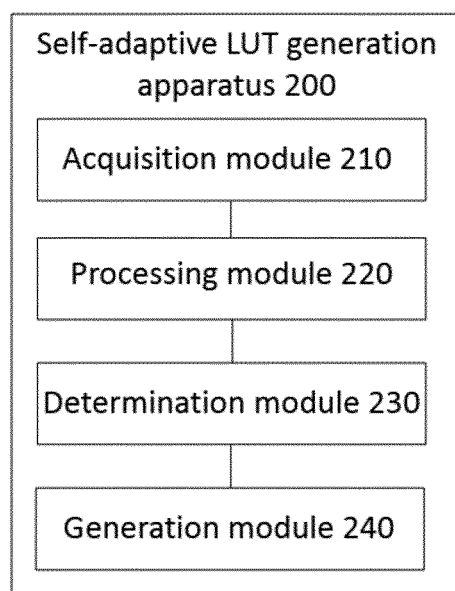 Self-adaptive LUT generation
apparatus 200
Acquisition module 210
Processing module 220
Determination module 230
Generation module 240